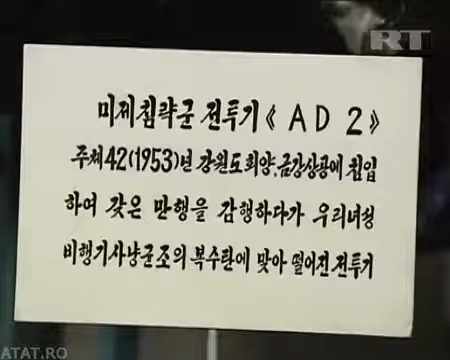 RT
미제침략군 전투기《AD2》
주체42(1953)년 강원도 회양, 금강상공에 침입
하여 갖은 만행을 감행하다가 우리녀성
비행기사냥군조의 복수탄에 맞아 떨어진 전투기
ATAT.RO